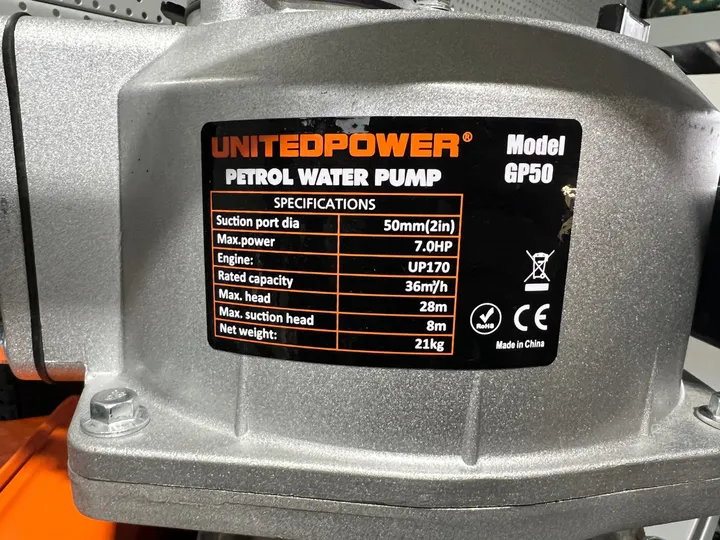 UNITEDPOWER®
PETROL WATER PUMP
Model
GP50
SPECIFICATIONS
Suction port dia 50mm(2in)
Max.power 7.0HP
Engine: UP170
Rated capacity 36m³/h
Max. head 28m
Max. suction head 8m
Net weight: 21kg
RoHS CE
Made in China